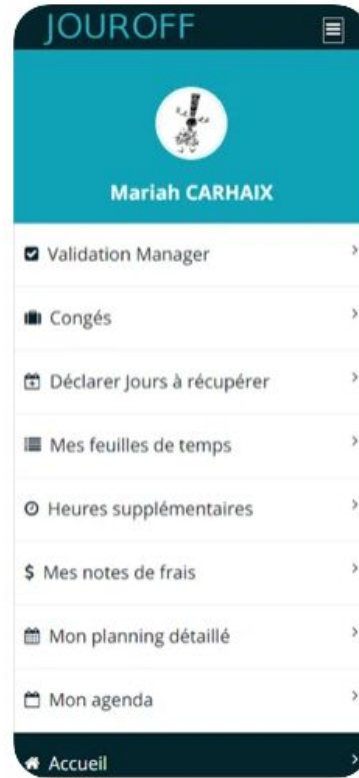 JOUROFF
Mariah CARHAIX
Validation Manager
Congés
Déclarer Jours à récupérer
Mes feuilles de temps
Heures supplémentaires
$ Mes notes de frais
Mon planning détaillé
Mon agenda
Accueil